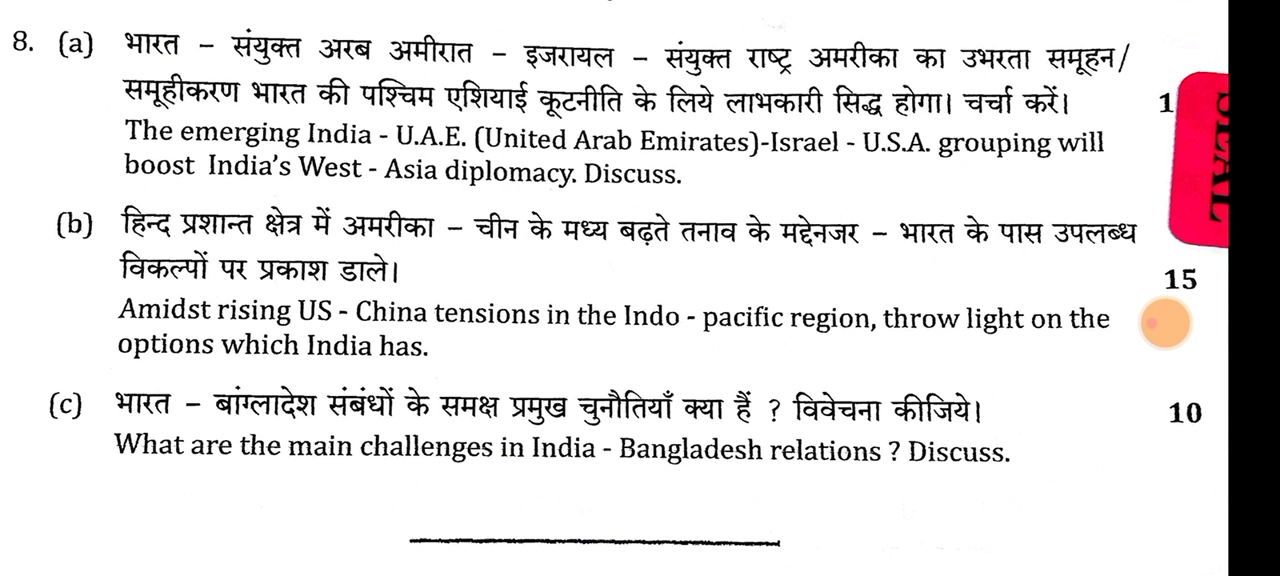 8. (a) भारत – संयुक्त अरब अमीरात – इजरायल – संयुक्त राष्ट्र अमरीका का उभरता समूहन/
समूहीकरण भारत की पश्चिम एशियाई कूटनीति के लिये लाभकारी सिद्ध होगा। चर्चा करें। 1
The emerging India - U.A.E. (United Arab Emirates)-Israel - U.S.A. grouping will
boost India's West - Asia diplomacy. Discuss.
(b) हिन्द प्रशान्त क्षेत्र में अमरीका – चीन के मध्य बढ़ते तनाव के मद्देनजर – भारत के पास उपलब्ध
विकल्पों पर प्रकाश डाले। 15
Amidst rising US - China tensions in the Indo - pacific region, throw light on the
options which India has.
(c) भारत – बांग्लादेश संबंधों के समक्ष प्रमुख चुनौतियाँ क्या हैं ? विवेचना कीजिये। 10
What are the main challenges in India - Bangladesh relations ? Discuss.